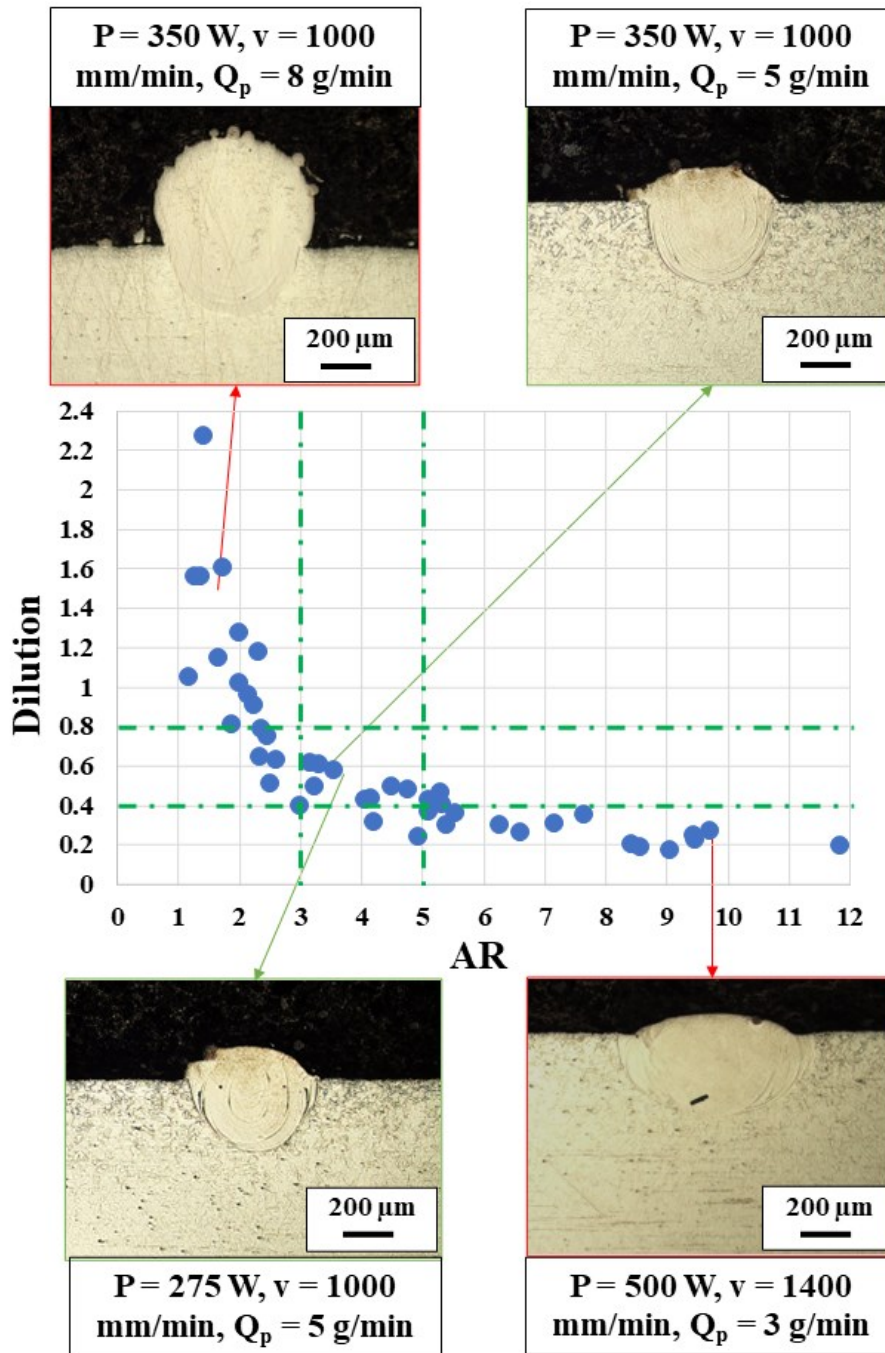 P = 350 W, v = 1000
mm/min, Qₚ = 8 g/min
P = 350 W, v = 1000
mm/min, Qₚ = 5 g/min
200 µm
200 µm
2.4
2.2
2
1.8
1.6
1.4
1.2
1
0.8
0.6
0.4
0.2
0
Dilution
0 1 2 3 4 5 6 7 8 9 10 11 12
AR
200 µm
200 µm
P = 275 W, v = 1000
mm/min, Qₚ = 5 g/min
P = 500 W, v = 1400
mm/min, Qₚ = 3 g/min